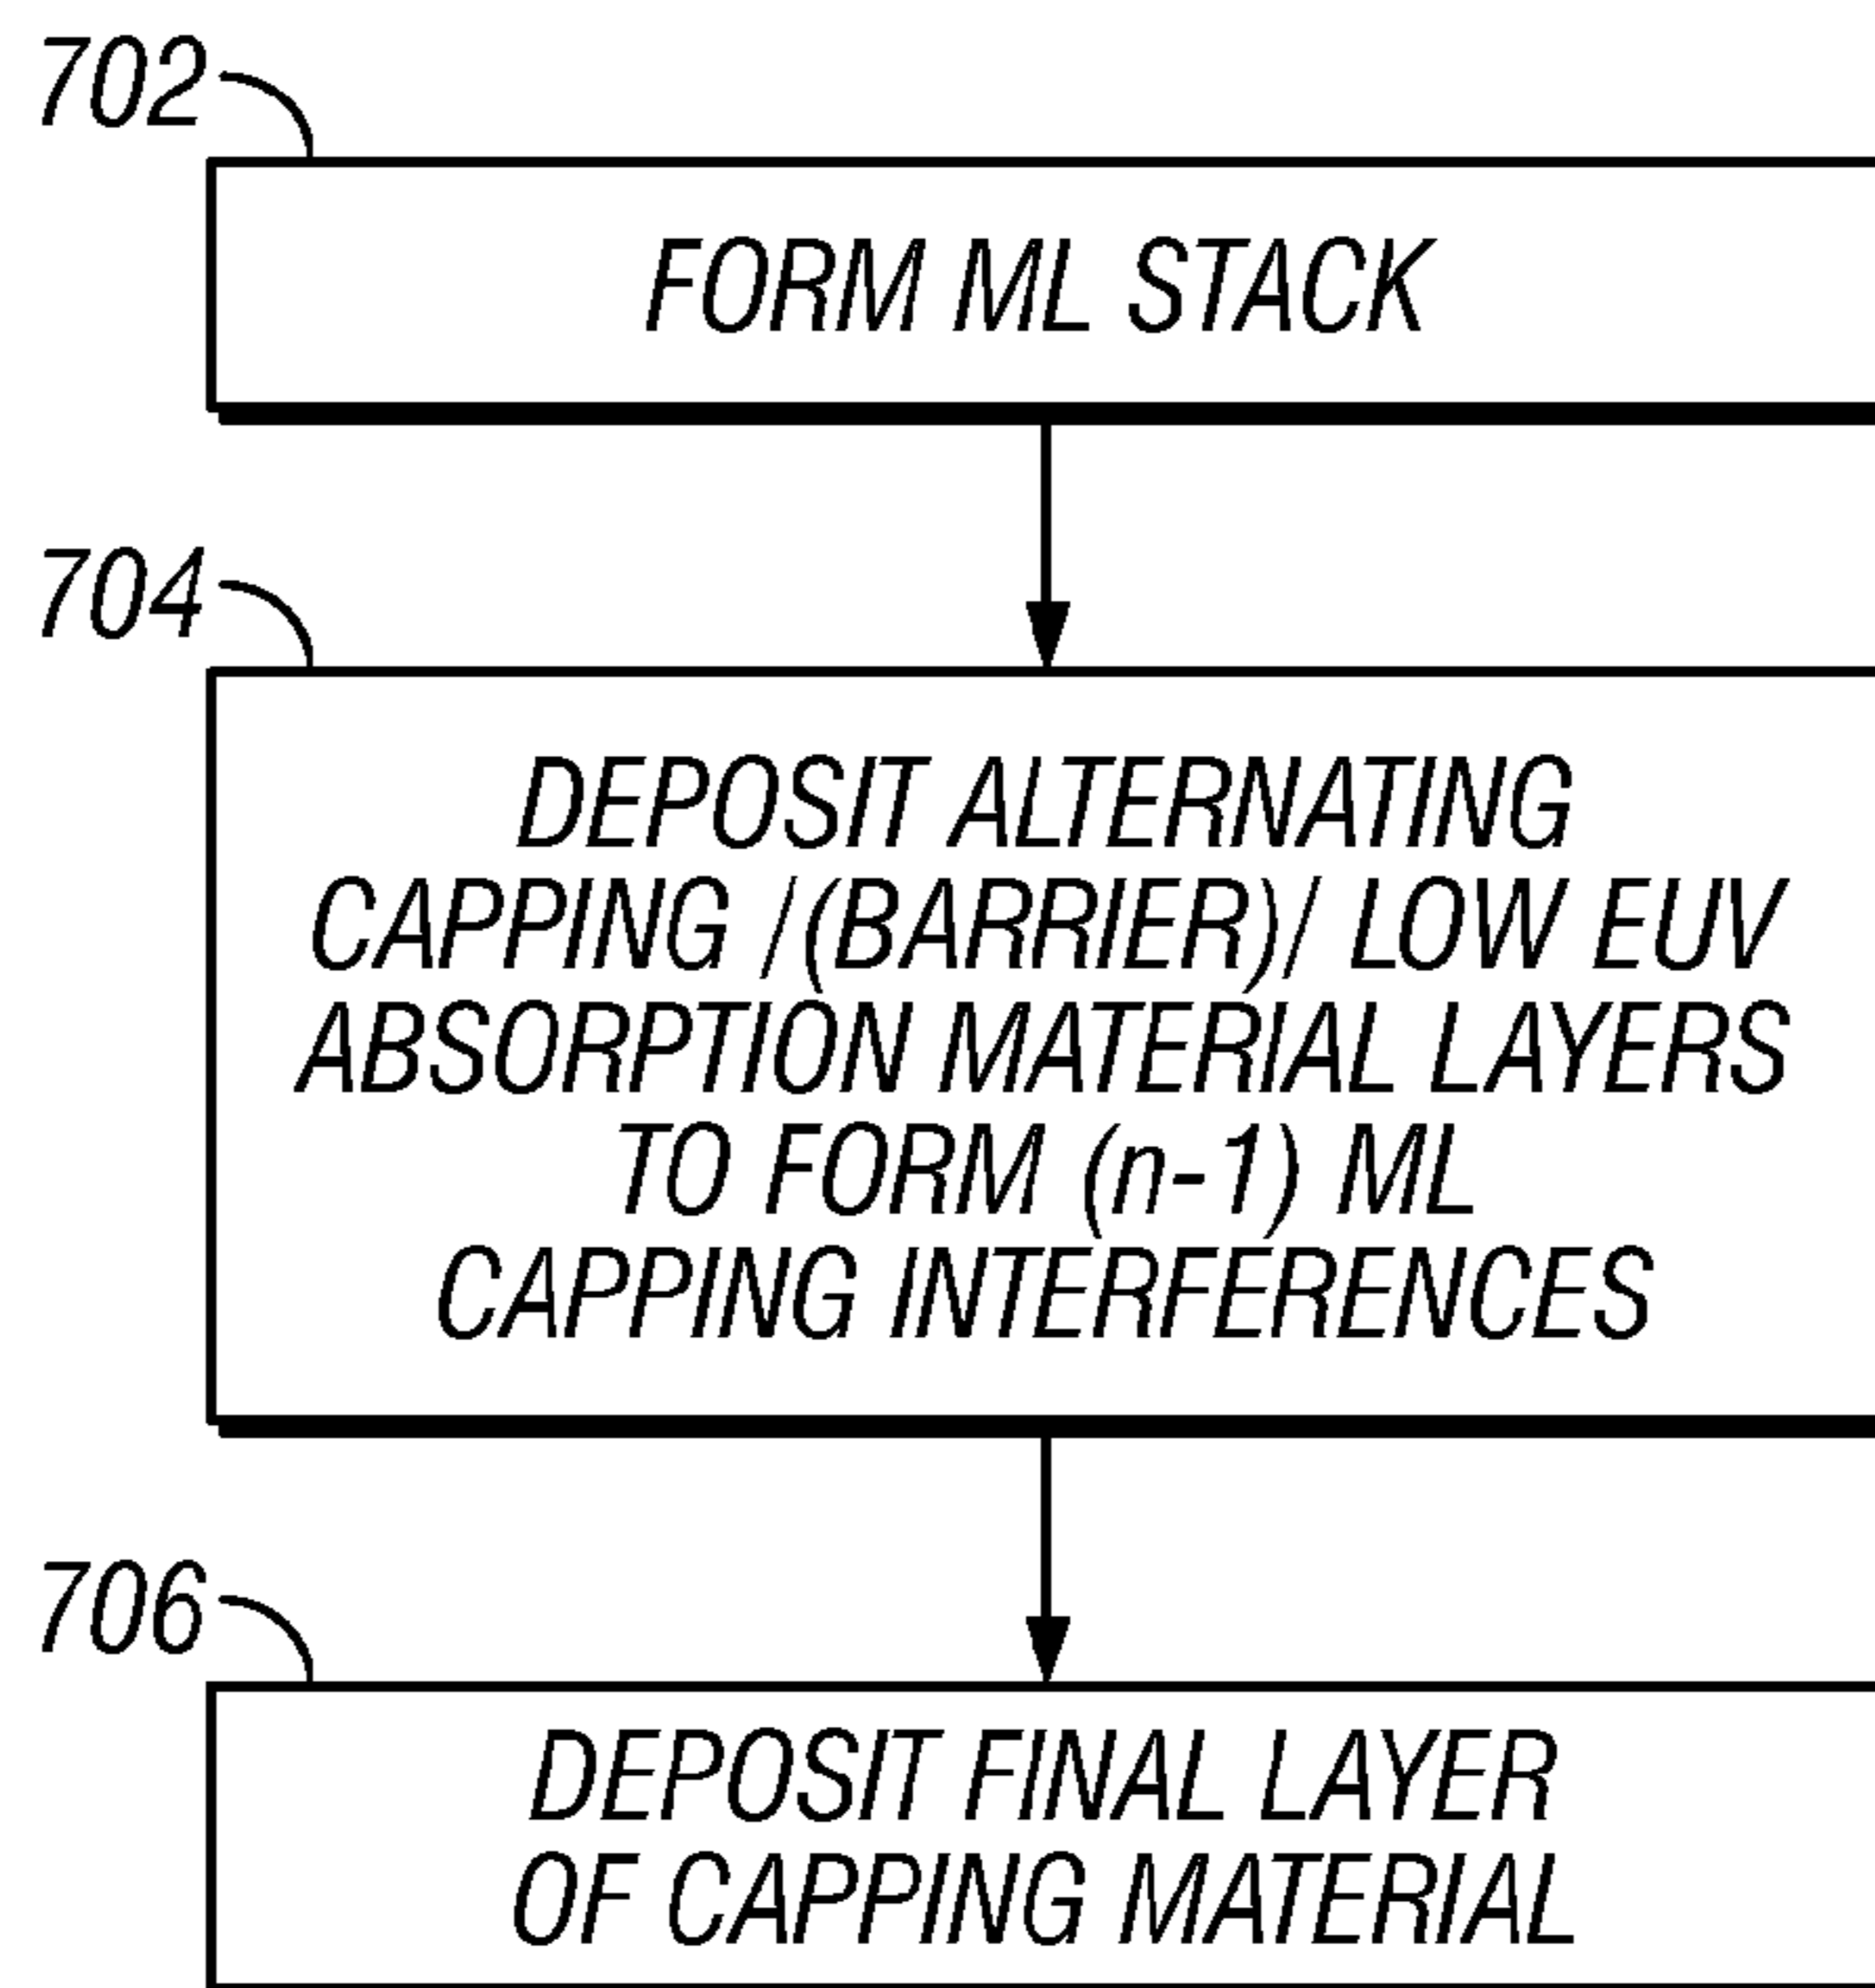 702
FORM ML STACK
704
DEPOSIT ALTERNATING
CAPPING /(BARRIER)/ LOW EUV
ABSORPTION MATERIAL LAYERS
TO FORM (n-1) ML
CAPPING INTERFERENCES
706
DEPOSIT FINAL LAYER
OF CAPPING MATERIAL